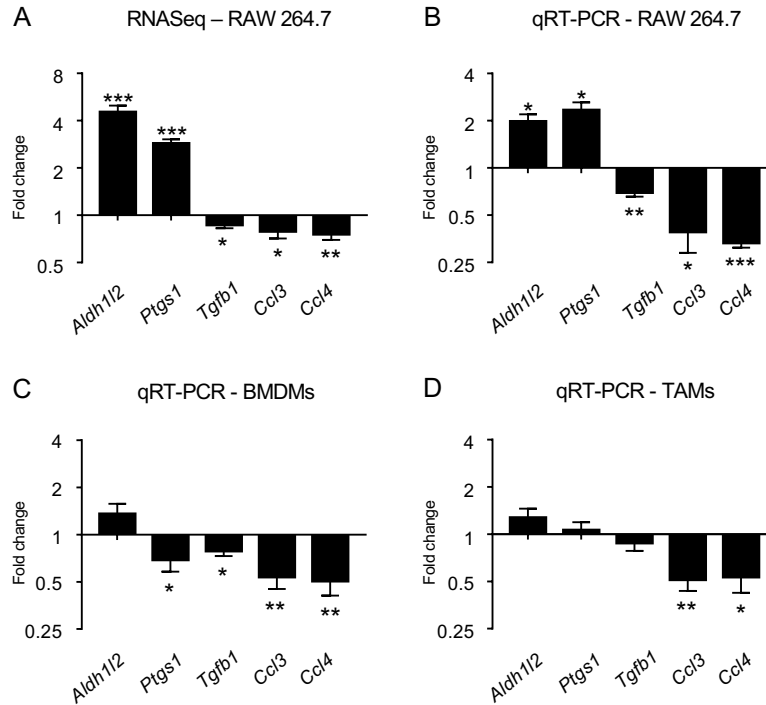 A
RNASeq – RAW 264.7
Fold change
8
4
2
1
0.5
***
***
*
*
**
Aldh1l2
Ptgs1
Tgfb1
Ccl3
Ccl4
B
qRT-PCR - RAW 264.7
Fold change
4
2
1
0.5
0.25
*
*
**
*
***
Aldh1l2
Ptgs1
Tgfb1
Ccl3
Ccl4
C
qRT-PCR - BMDMs
Fold change
4
2
1
0.5
0.25
*
*
**
**
Aldh1l2
Ptgs1
Tgfb1
Ccl3
Ccl4
D
qRT-PCR - TAMs
Fold change
4
2
1
0.5
0.25
**
*
Aldh1l2
Ptgs1
Tgfb1
Ccl3
Ccl4